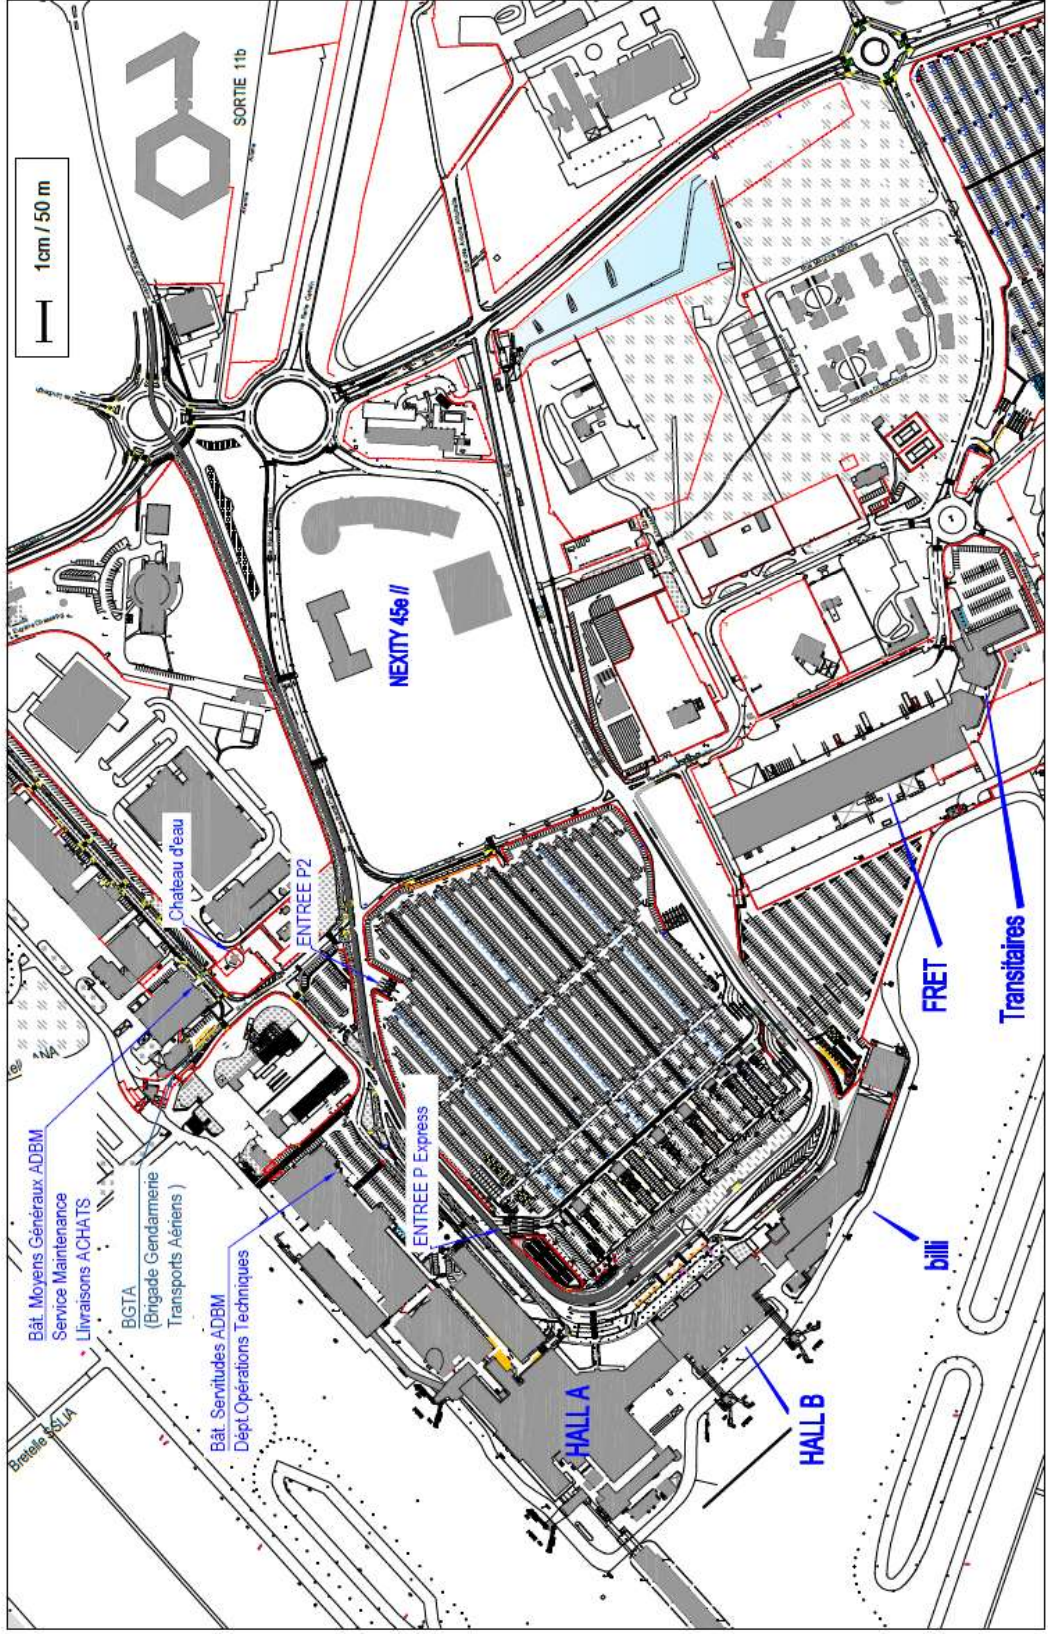 1cm / 50 m
SORTIE 11b
NEXITY 45e //
Chateau d'eau
ENTREE P2
ENTREE P Express
Bât. Moyens Généraux ADBM
Service Maintenance
Llivraisons ACHATS
BGTA
(Brigade Gendarmerie
Transports Aériens )
Bât. Servitudes ADBM
Dépt.Opérations Techniques
Bretelle SSLIA
HALL A
HALL B
billi
FRET
Transitaires